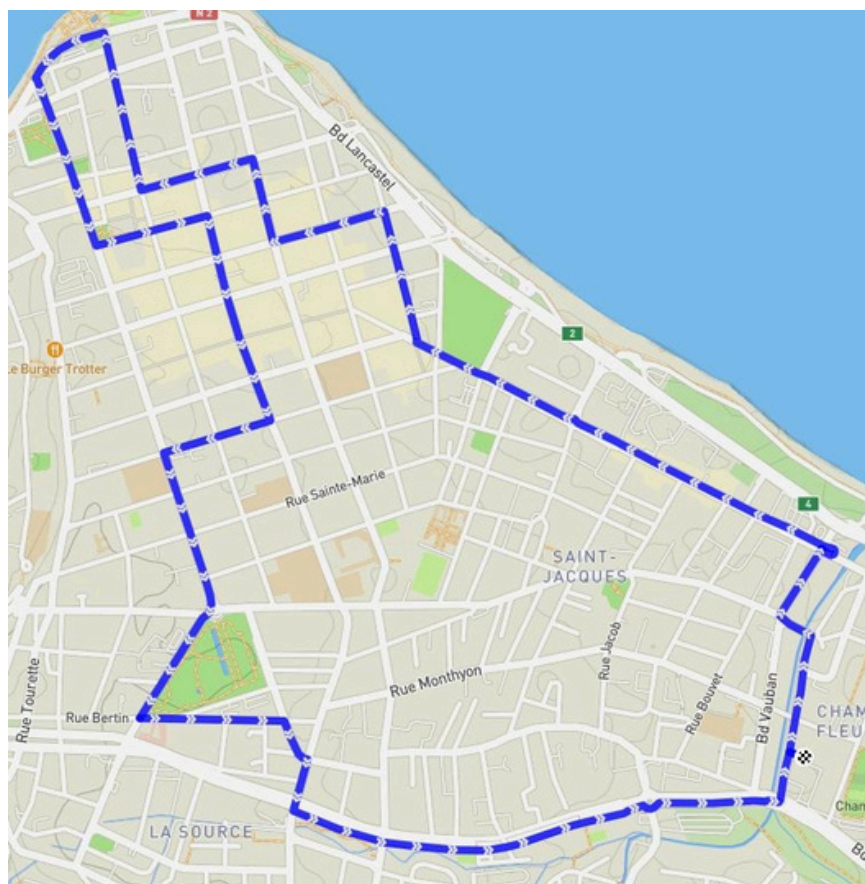 N 2
Bd Lancastel
2
Le Burger Trotter
Rue Sainte-Marie
4
SAINT-
JACQUES
Rue Jacob
Rue Monthyon
Rue Tourette
Rue Bouvet
Bd Vauban
Rue Bertin
CHAM
FLEU
Chan
LA SOURCE
Bo